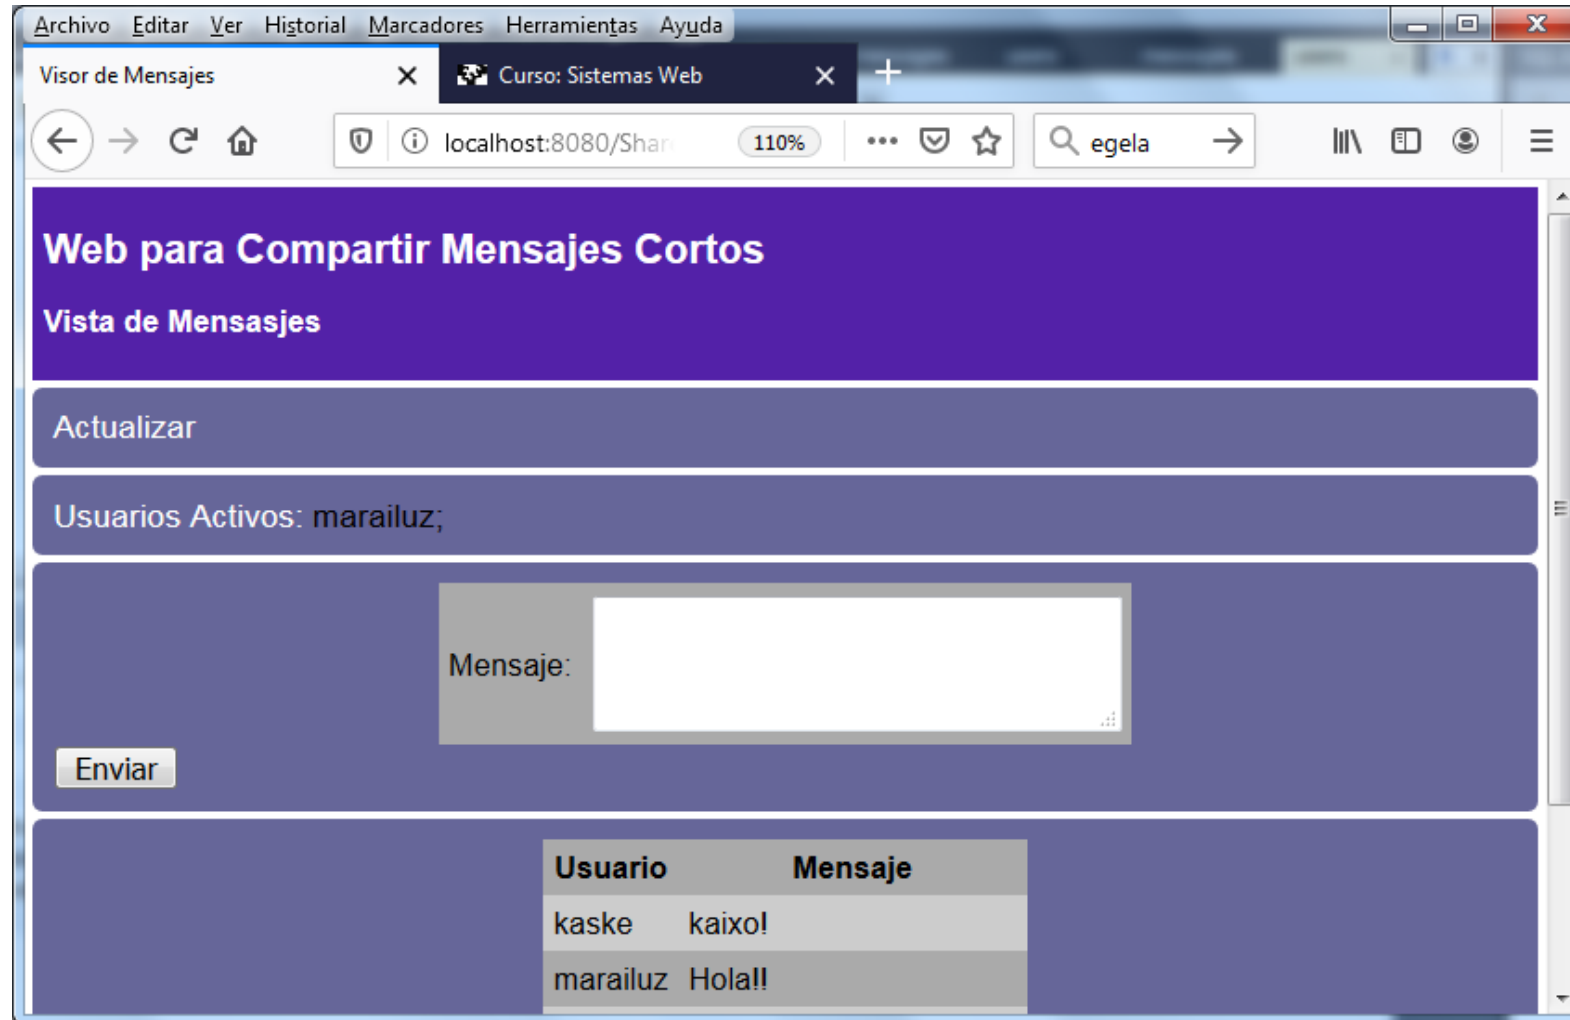 Archivo Editar Ver Historial Marcadores Herramientas Ayuda
Visor de Mensajes Curso: Sistemas Web
localhost:8080/Shar 110% egela
Web para Compartir Mensajes Cortos
Vista de Mensasjes
Actualizar
Usuarios Activos: marailuz;
Mensaje:
Enviar
Usuario Mensaje
kaske kaixo!
marailuz Hola!!